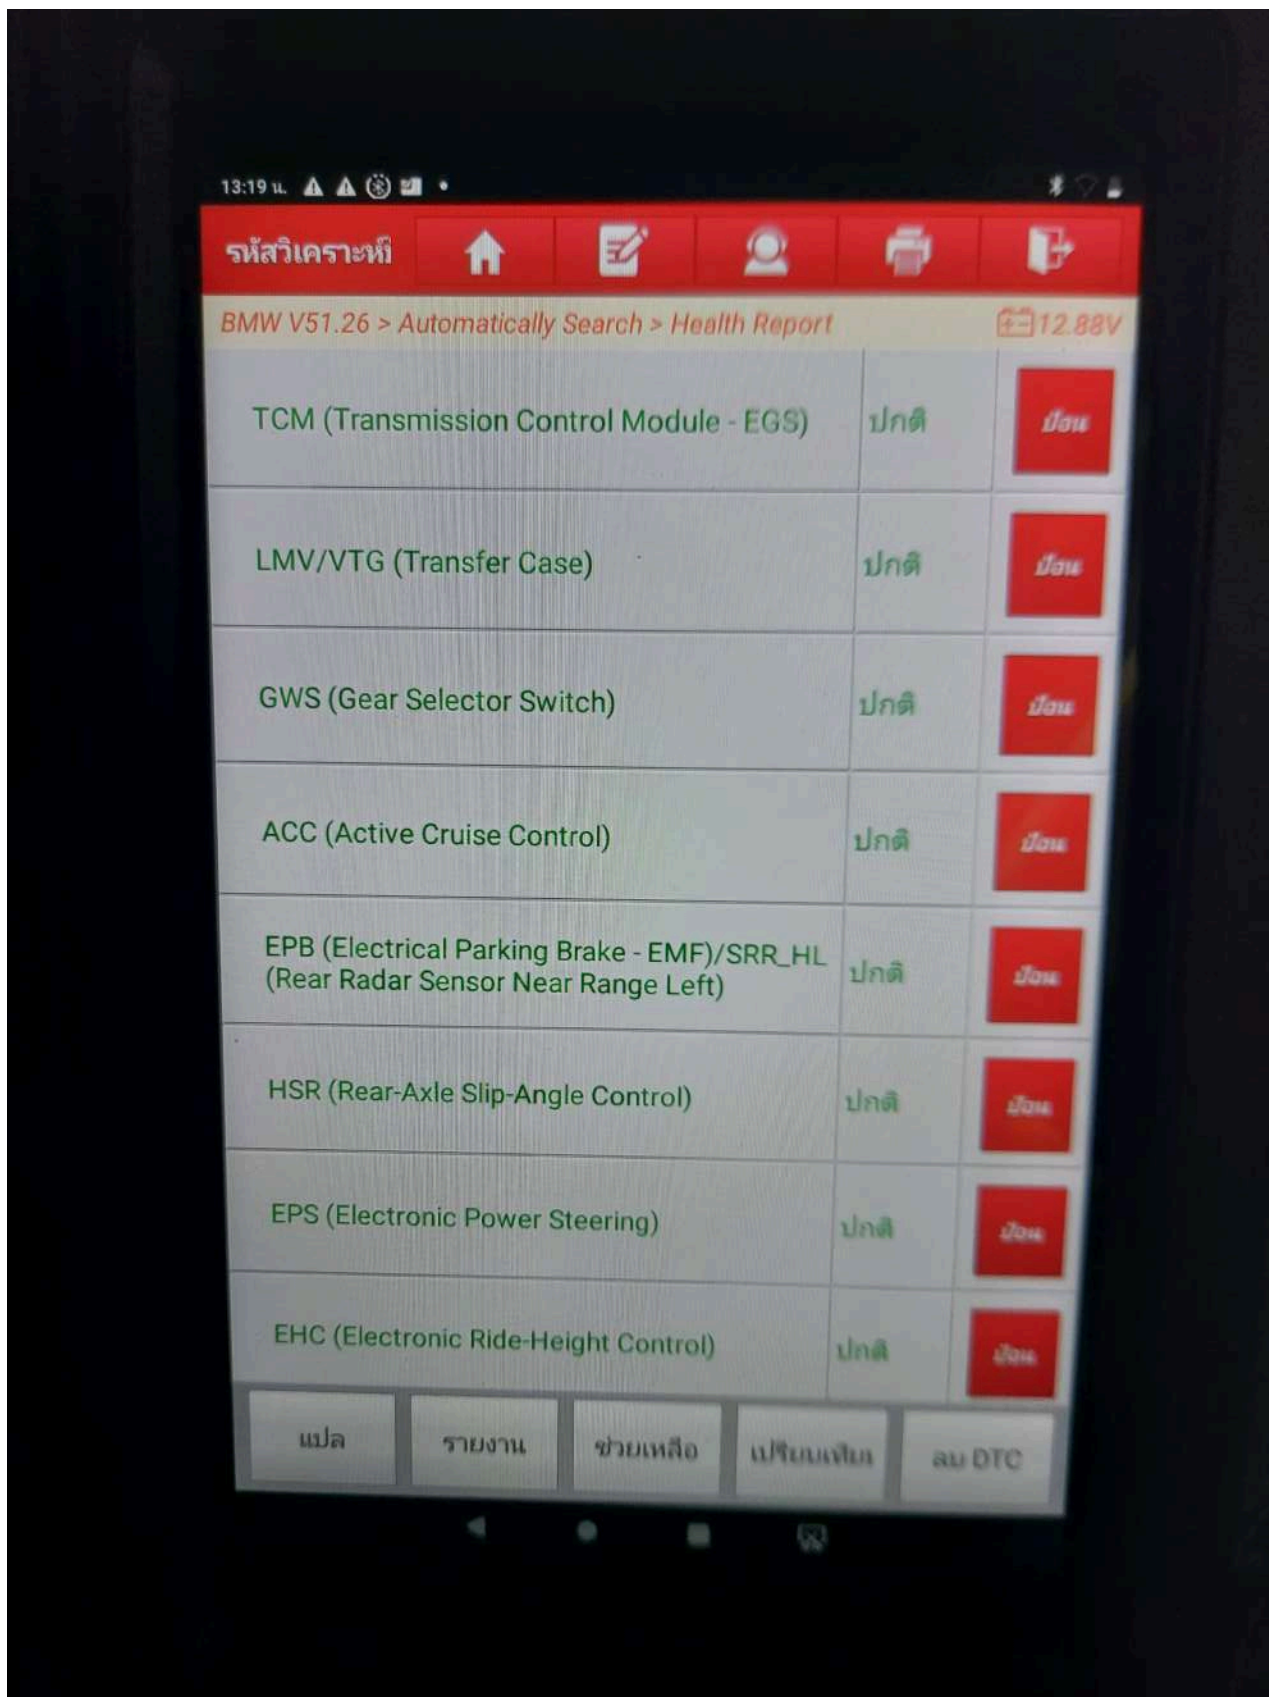 13:19 น.
รหัสวิเคราะห์
BMW V51.26 > Automatically Search > Health Report
12.88V
TCM (Transmission Control Module - EGS)
ปกติ
ป้อน
LMV/VTG (Transfer Case)
ปกติ
ป้อน
GWS (Gear Selector Switch)
ปกติ
ป้อน
ACC (Active Cruise Control)
ปกติ
ป้อน
EPB (Electrical Parking Brake - EMF)/SRR_HL
(Rear Radar Sensor Near Range Left)
ปกติ
ป้อน
HSR (Rear-Axle Slip-Angle Control)
ปกติ
ป้อน
EPS (Electronic Power Steering)
ปกติ
ป้อน
EHC (Electronic Ride-Height Control)
ปกติ
ป้อน
แปล
รายงาน
ช่วยเหลือ
เปรียบเทียบ
ลบ DTC